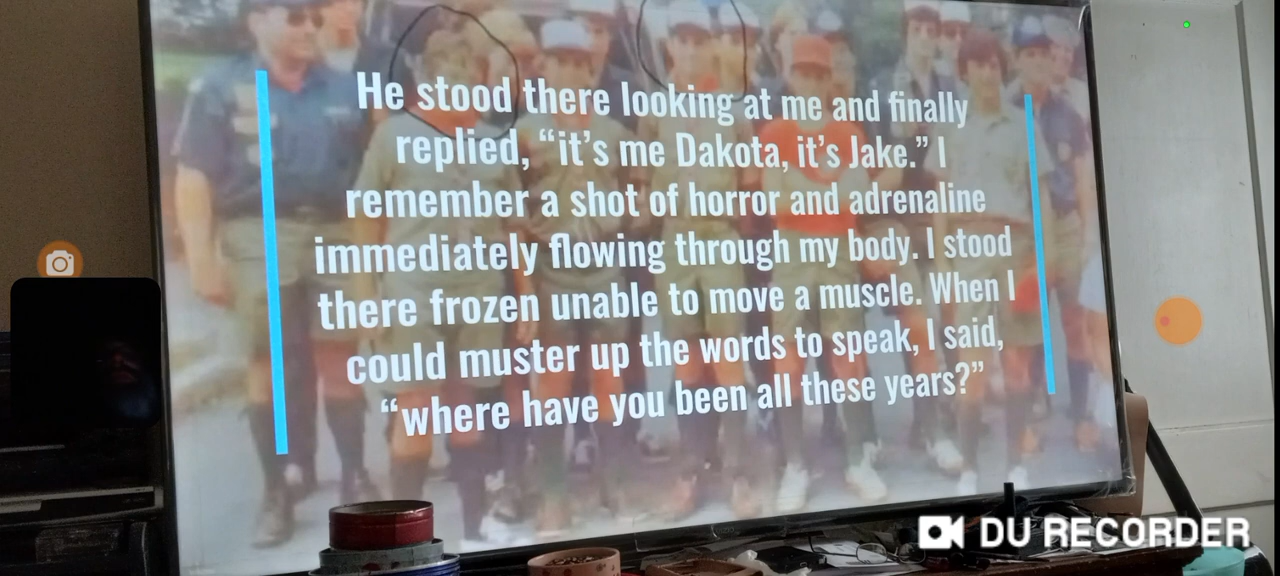 He stood there looking at me and finally
replied, “it’s me Dakota, it’s Jake.” I
remember a shot of horror and adrenaline
immediately flowing through my body. I stood
there frozen unable to move a muscle. When I
could muster up the words to speak, I said,
“where have you been all these years?”
DU RECORDER